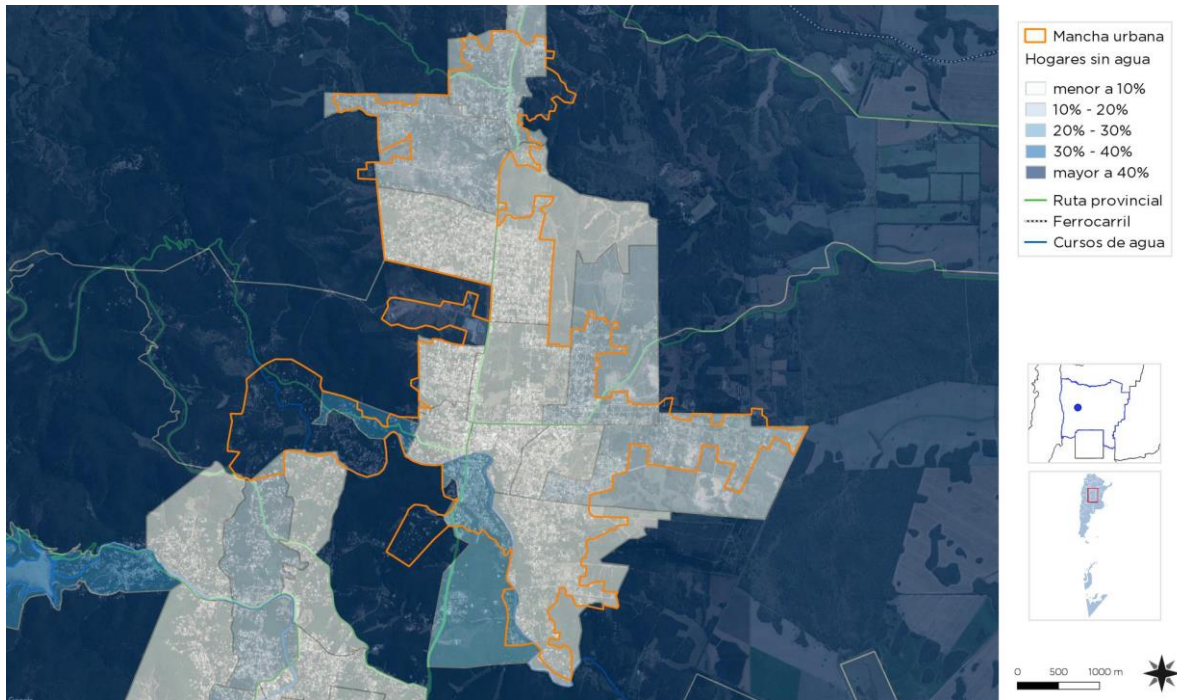 Mancha urbana
Hogares sin agua
menor a 10%
10% - 20%
20% - 30%
30% - 40%
mayor a 40%
Ruta provincial
Ferrocarril
Cursos de agua
0 500 1000 m